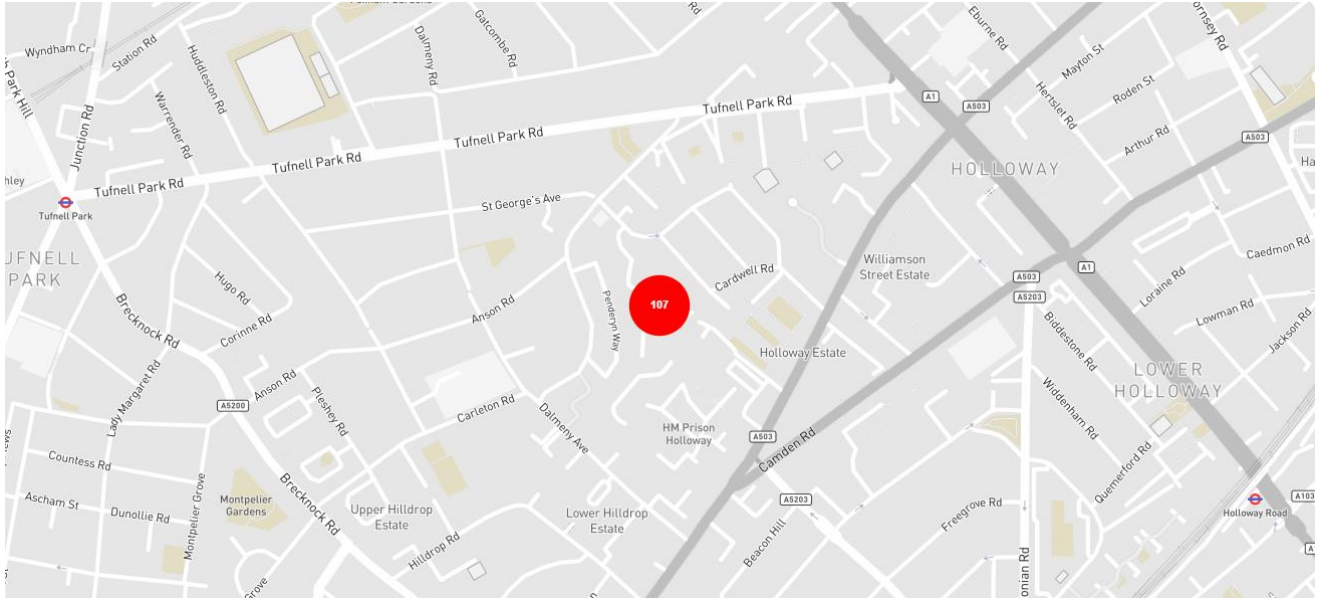 Wyndham Cr
Station Rd
Huddleston Rd
Dalmeny Rd
Gatcombe Rd
Rd
Eburne Rd
Mayton St
Roden St
Hertslet Rd
Arthur Rd
A1
A503
A503
Junction Rd
Warrender Rd
Tufnell Park Rd
Tufnell Park Rd
Tufnell Park Rd
Tufnell Park Rd
Tufnell Park
HOLLOWAY
St George's Ave
UFNELL
PARK
Hugo Rd
Corinne Rd
Brecknock Rd
Anson Rd
Penderyn Way
107
Cardwell Rd
Williamson
Street Estate
A1
A503
A5203
Caedmon Rd
Loraine Rd
Lowman Rd
Jackson Rd
Biddestone Rd
Holloway Estate
LOWER
HOLLOWAY
Lady Margaret Rd
Anson Rd
A5200
Pleshey Rd
Carleton Rd
Dalmeny Ave
HM Prison
Holloway
A503
Camden Rd
Widdenham Rd
Quemerford Rd
Countess Rd
Ascham St
Dunollie Rd
Montpelier Grove
Montpelier
Gardens
Brecknock Rd
Upper Hilldrop
Estate
Hilldrop Rd
Lower Hilldrop
Estate
A5203
Beacon Hill
Freegrove Rd
onian Rd
Holloway Road
A103
Grove